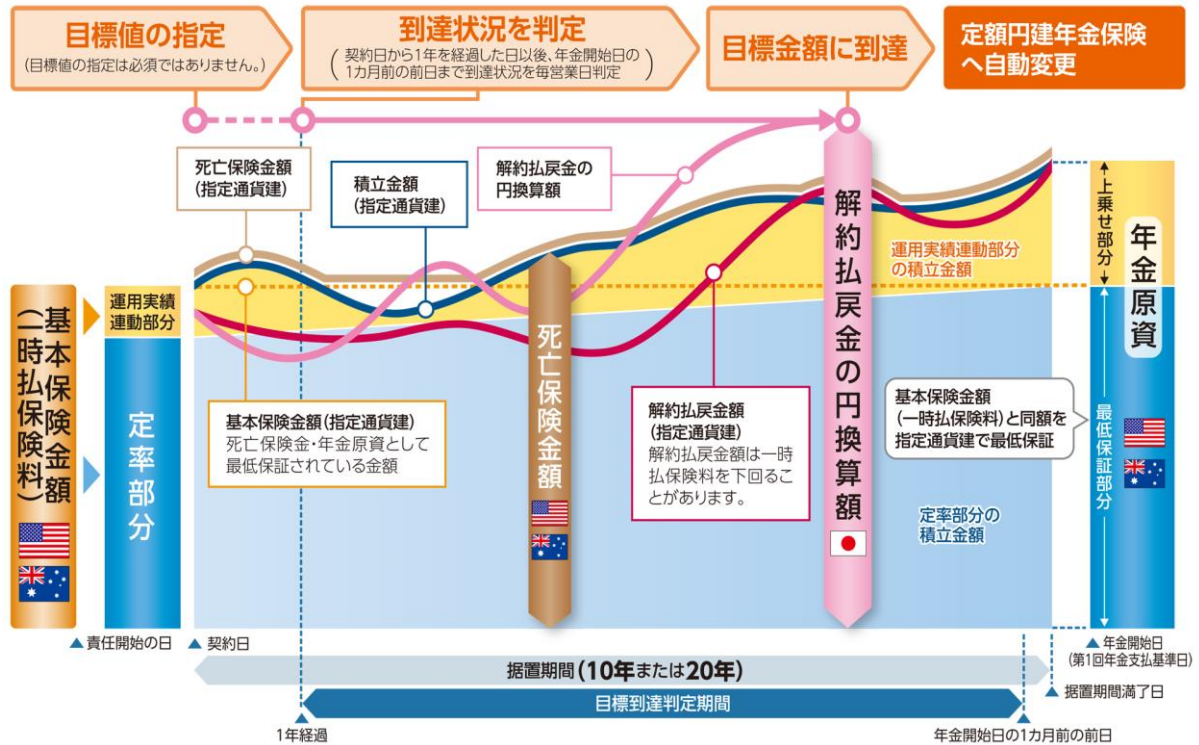 目標値の指定
(目標値の指定は必須ではありません。)
到達状況を判定
(契約日から1年を経過した日以後、年金開始日の
1カ月前の前日まで到達状況を毎営業日判定)
目標金額に到達
定額円建年金保険
へ自動変更
死亡保険金額
(指定通貨建)
積立金額
(指定通貨建)
解約払戻金の
円換算額
基本保険金額
(一時払保険料)
運用実績
連動部分
定率部分
基本保険金額(指定通貨建)
死亡保険金・年金原資として
最低保証されている金額
死亡保険金額
解約払戻金額
(指定通貨建)
解約払戻金額は一時
払保険料を下回るこ
とがあります。
解約払戻金の円換算額
運用実績連動部分
の積立金額
基本保険金額
(一時払保険料)と同額を
指定通貨建で最低保証
定率部分の
積立金額
上乗せ部分
最低保証部分
年金原資
▲責任開始の日
▲契約日
▲年金開始日
(第1回年金支払基準日)
据置期間(10年または20年)
▲据置期間満了日
目標到達判定期間
▲
1年経過
▲
年金開始日の1カ月前の前日